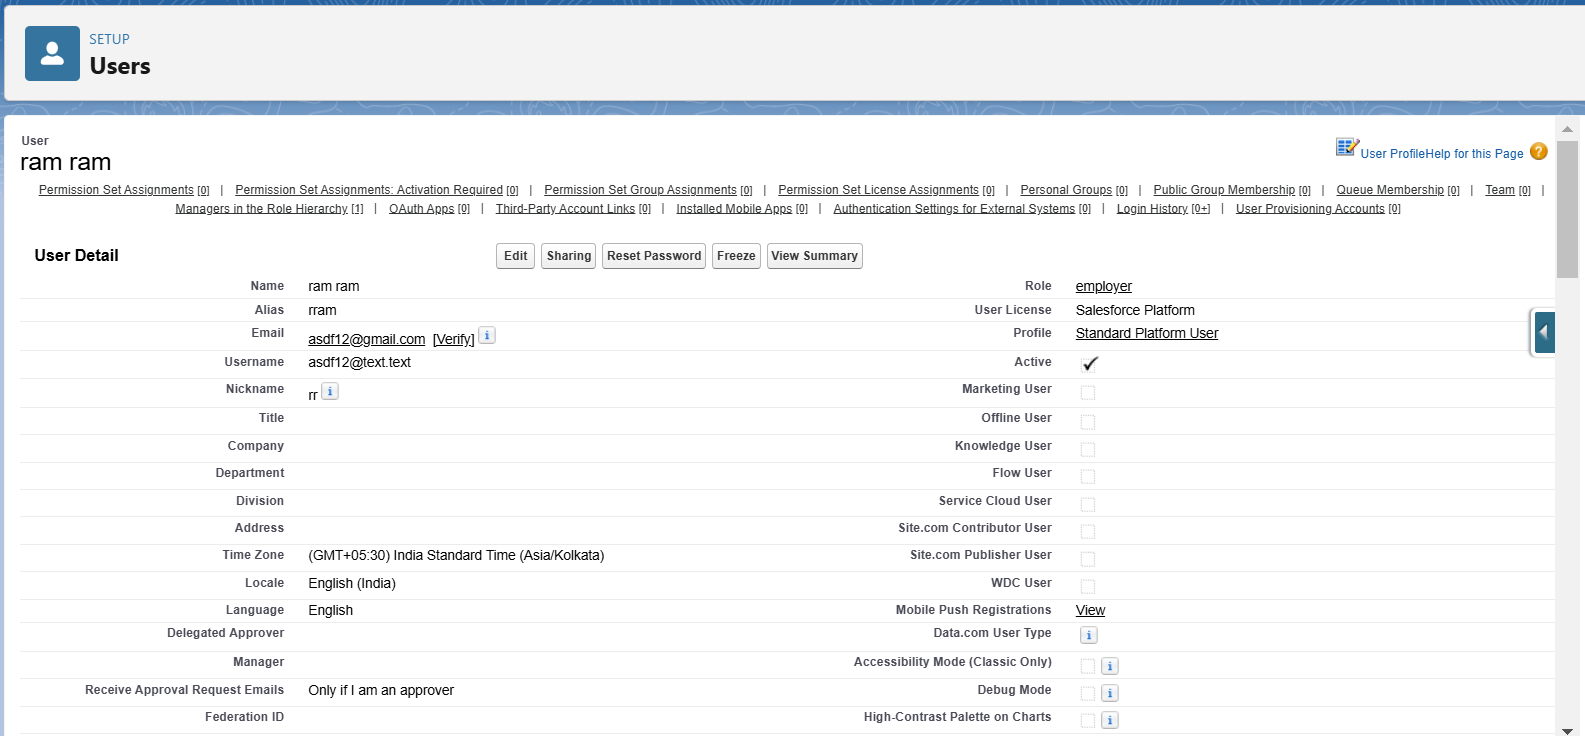 SETUP
Users
User
ram ram
User Profile Help for this Page ?
Permission Set Assignments [0] | Permission Set Assignments: Activation Required [0] | Permission Set Group Assignments [0] | Permission Set License Assignments [0] | Personal Groups [0] | Public Group Membership [0] | Queue Membership [0] | Team [0] |
Managers in the Role Hierarchy [1] | OAuth Apps [0] | Third-Party Account Links [0] | Installed Mobile Apps [0] | Authentication Settings for External Systems [0] | Login History [0+] | User Provisioning Accounts [0]
User Detail Edit Sharing Reset Password Freeze View Summary
Name ram ram Role employer
Alias rram User License Salesforce Platform
Email asdf12@gmail.com [Verify] i Profile Standard Platform User
Username asdf12@text.text Active
Nickname rr i Marketing User
Title Offline User
Company Knowledge User
Department Flow User
Division Service Cloud User
Address Site.com Contributor User
Time Zone (GMT+05:30) India Standard Time (Asia/Kolkata) Site.com Publisher User
Locale English (India) WDC User
Language English Mobile Push Registrations View
Delegated Approver Data.com User Type i
Manager Accessibility Mode (Classic Only) i
Receive Approval Request Emails Only if I am an approver Debug Mode i
Federation ID High-Contrast Palette on Charts i